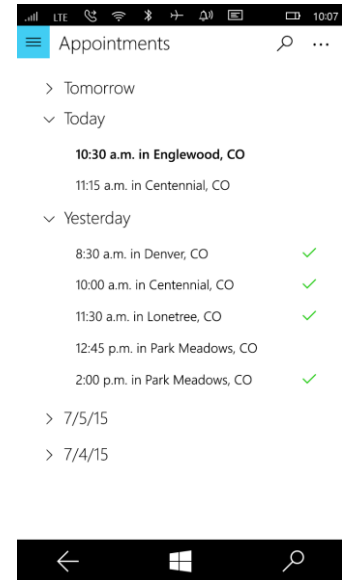 LTE 10:07
Appointments
Tomorrow
Today
10:30 a.m. in Englewood, CO
11:15 a.m. in Centennial, CO
Yesterday
8:30 a.m. in Denver, CO
10:00 a.m. in Centennial, CO
11:30 a.m. in Lonetree, CO
12:45 p.m. in Park Meadows, CO
2:00 p.m. in Park Meadows, CO
7/5/15
7/4/15